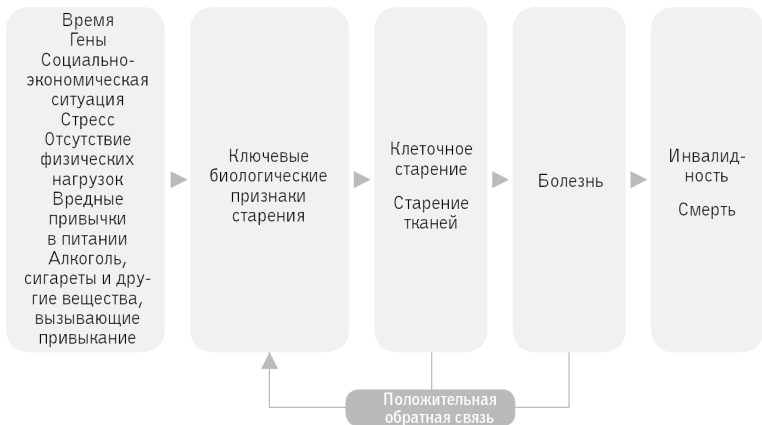 Время
Гены
Социально-
экономическая
ситуация
Стресс
Отсутствие
физических
нагрузок
Вредные
привычки
в питании
Алкоголь,
сигареты и дру-
гие вещества,
вызывающие
привыкание
Ключевые
биологические
признаки
старения
Клеточное
старение
Старение
тканей
Болезнь
Инвалид-
ность
Смерть
Положительная
обратная связь